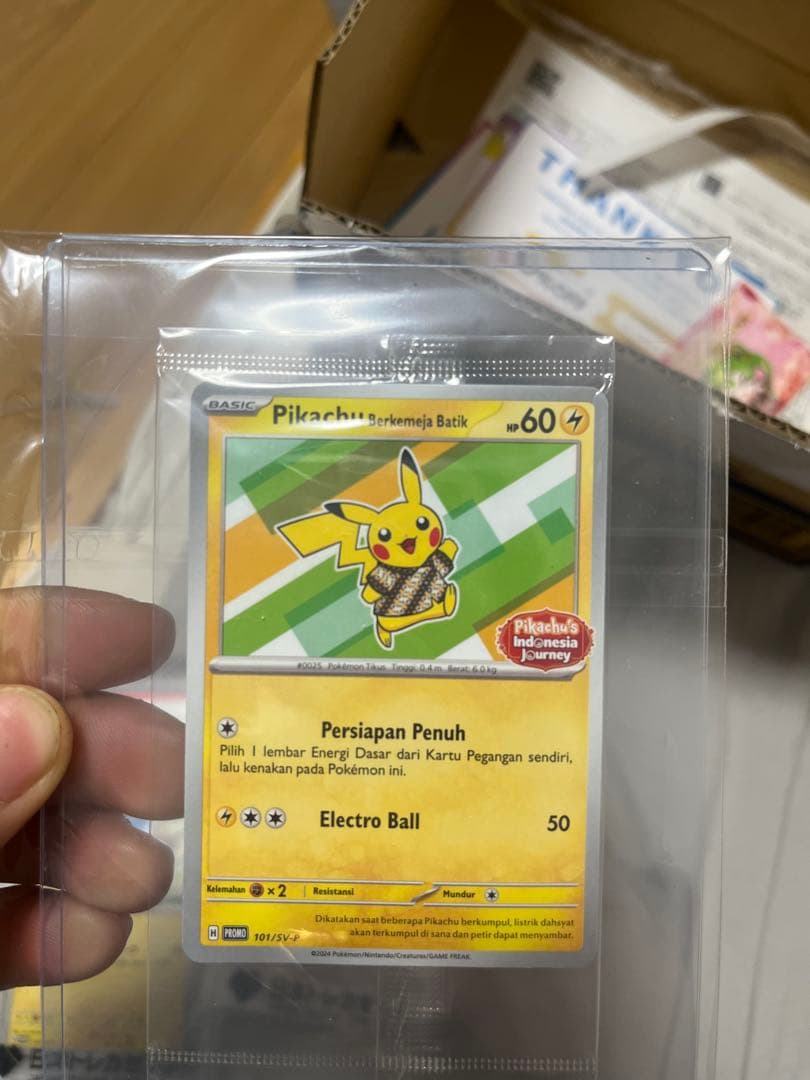 THANK
BASIC
Pikachu Berkemeja Batik
HP 60
Pikachu's
Indonesia
Journey
#0025 Pokémon Tikus Tinggi: 0.4 m Berat: 6.0 kg
Persiapan Penuh
Pilih 1 lembar Energi Dasar dari Kartu Pegangan sendiri,
lalu kenakan pada Pokémon ini.
Electro Ball 50
Kelemahan ×2 Resistansi Mundur
Dikatakan saat beberapa Pikachu berkumpul, listrik dahsyat
akan terkumpul di sana dan petir dapat menyambar.
H PROMO 101/SV-P
©2024 Pokémon/Nintendo/Creatures/GAME FREAK.